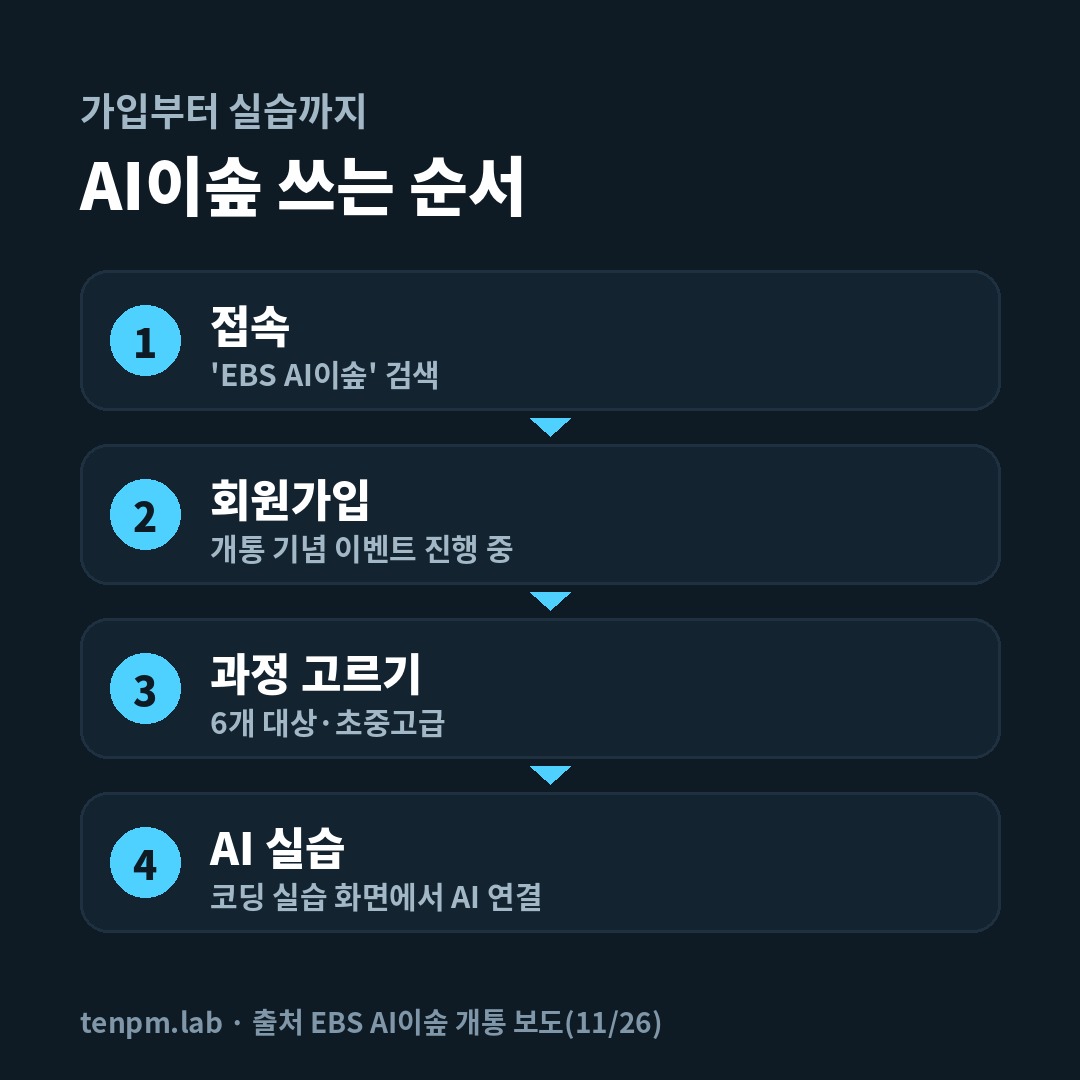 가입부터 실습까지
AI이솦 쓰는 순서
1
접속
'EBS AI이솦' 검색
2
회원가입
개통 기념 이벤트 진행 중
3
과정 고르기
6개 대상·초중고급
4
AI 실습
코딩 실습 화면에서 AI 연결
tenpm.lab · 출처 EBS AI이솦 개통 보도(11/26)